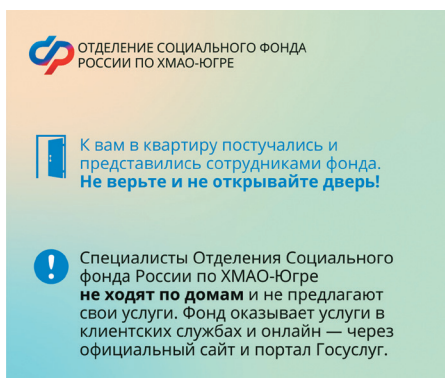 ОТДЕЛЕНИЕ СОЦИАЛЬНОГО ФОНДА
РОССИИ ПО ХМАО-ЮГРЕ
К вам в квартиру постучались и
представились сотрудниками фонда.
Не верьте и не открывайте дверь!
Специалисты Отделения Социального
фонда России по ХМАО-Югре
не ходят по домам и не предлагают
свои услуги. Фонд оказывает услуги в
клиентских службах и онлайн — через
официальный сайт и портал Госуслуг.